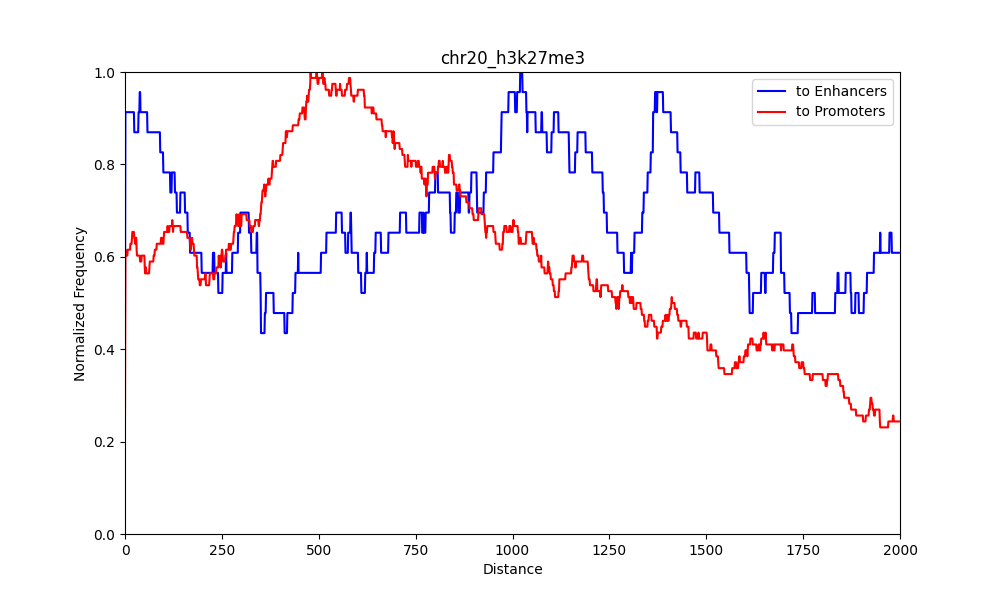 chr20_h3k27me3
to Enhancers
to Promoters
Normalized Frequency
1.0
0.8
0.6
0.4
0.2
0.0
0 250 500 750 1000 1250 1500 1750 2000
Distance